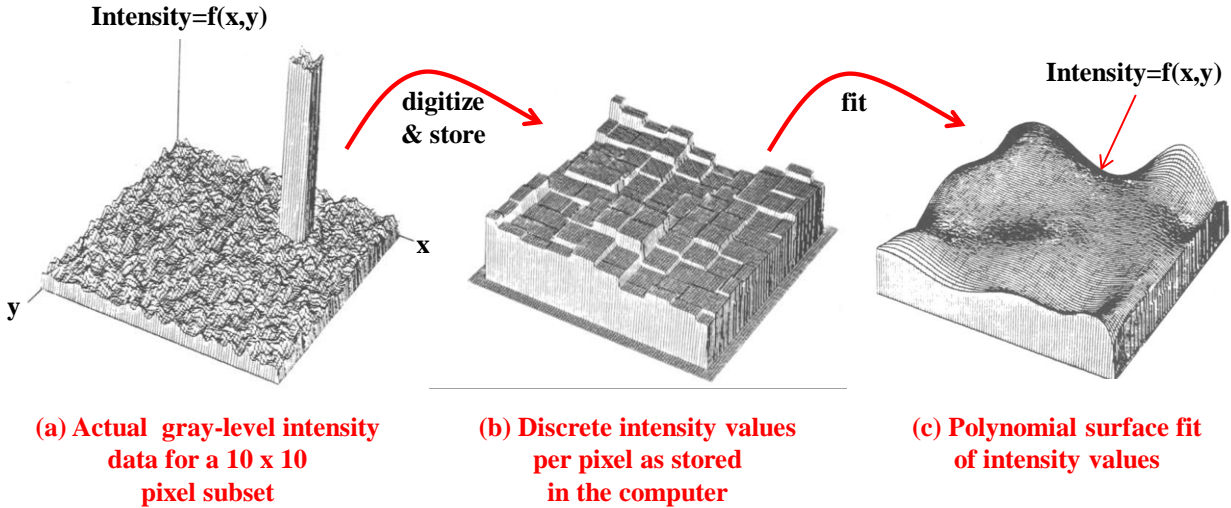 Intensity=f(x,y)
x
y
digitize
& store
fit
Intensity=f(x,y)
(a) Actual gray-level intensity
data for a 10 x 10
pixel subset
(b) Discrete intensity values
per pixel as stored
in the computer
(c) Polynomial surface fit
of intensity values